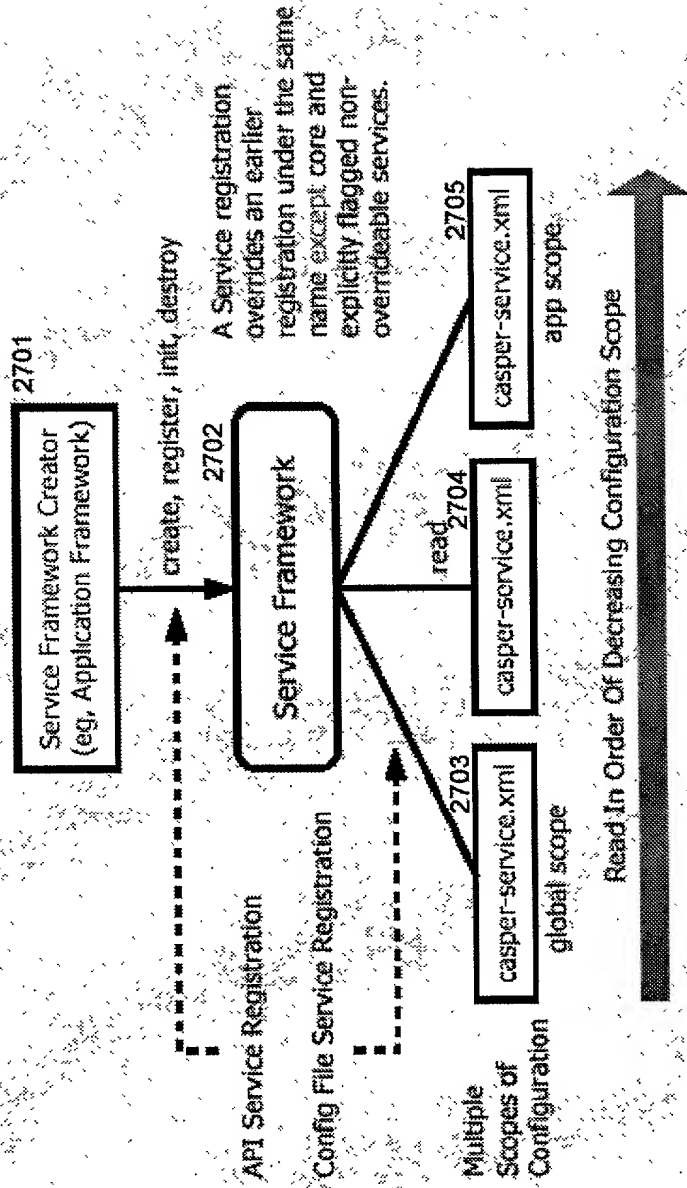 2701
Service Framework Creator
(eg, Application Framework)
create, register, init, destroy
2702
Service Framework
A Service registration
overrides an earlier
registration under the same
name except core and
explicitly flagged non-
overrideable services.
API Service Registration
Config File Service Registration
read
2703
casper-service.xml
global scope
2704
casper-service.xml
2705
casper-service.xml
app scope
Multiple
Scopes of
Configuration
Read In Order Of Decreasing Configuration Scope